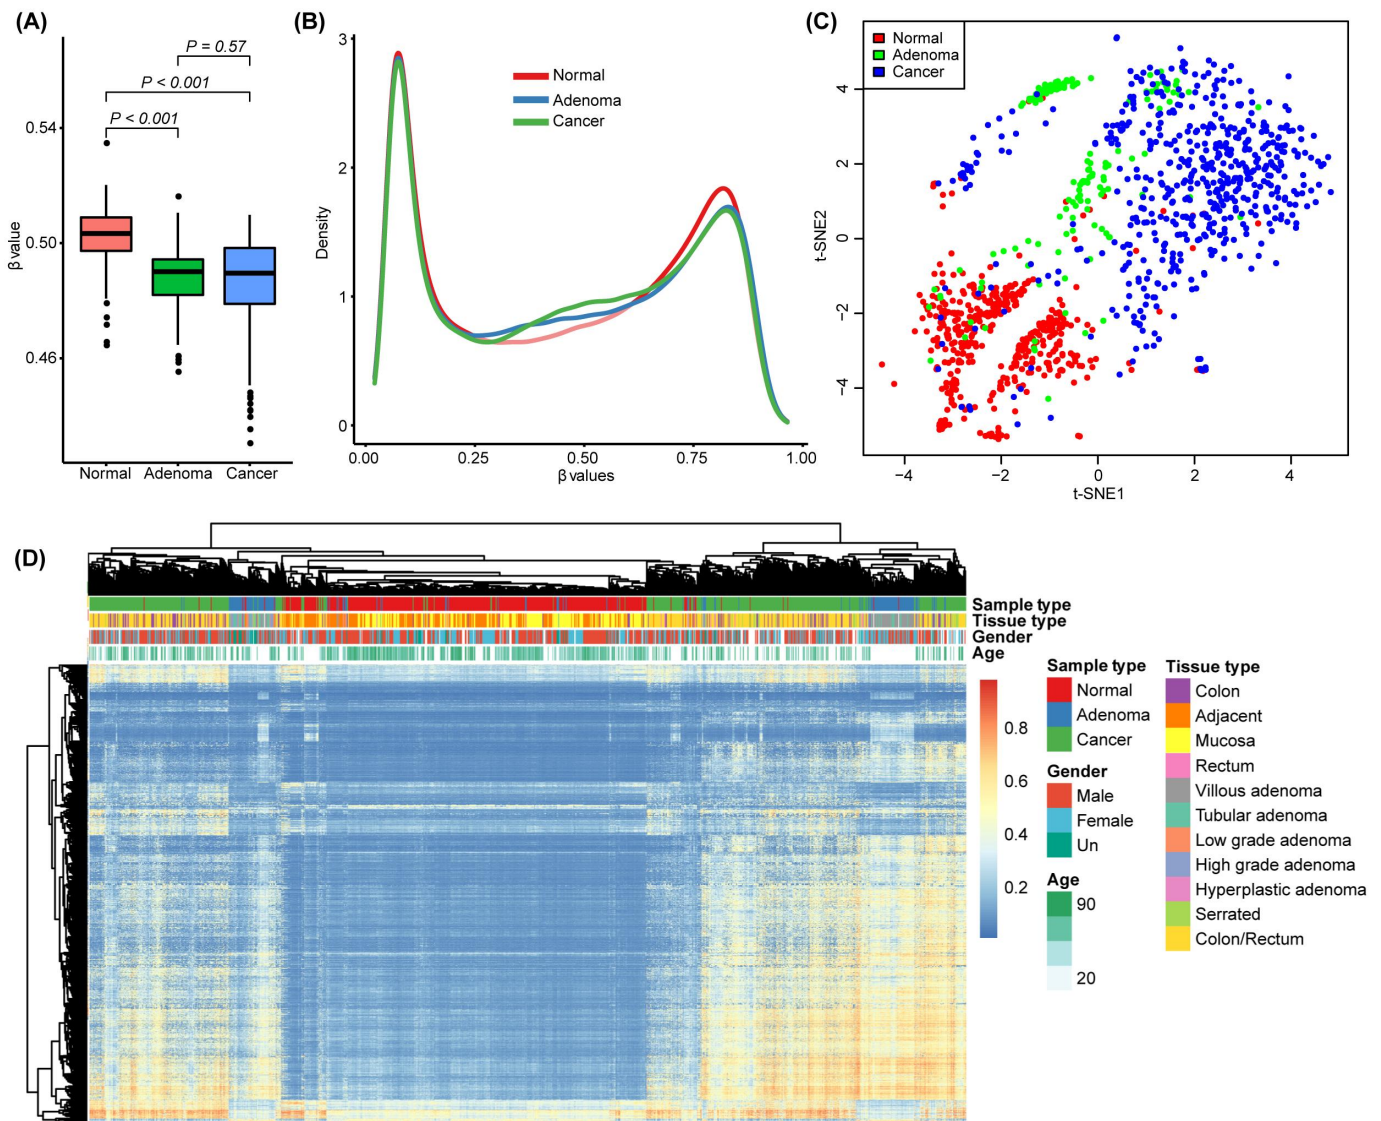 (A)
P = 0.57
P < 0.001
P < 0.001
0.54
0.50
0.46
β value
Normal Adenoma Cancer
(B)
3
2
1
0
Density
Normal
Adenoma
Cancer
0.00 0.25 0.50 0.75 1.00
β values
(C)
Normal
Adenoma
Cancer
4
2
0
−2
−4
t-SNE2
−4 −2 0 2 4
t-SNE1
(D)
Sample type
Tissue type
Gender
Age
0.8
0.6
0.4
0.2
Sample type
Normal
Adenoma
Cancer
Gender
Male
Female
Un
Age
90
20
Tissue type
Colon
Adjacent
Mucosa
Rectum
Villous adenoma
Tubular adenoma
Low grade adenoma
High grade adenoma
Hyperplastic adenoma
Serrated
Colon/Rectum